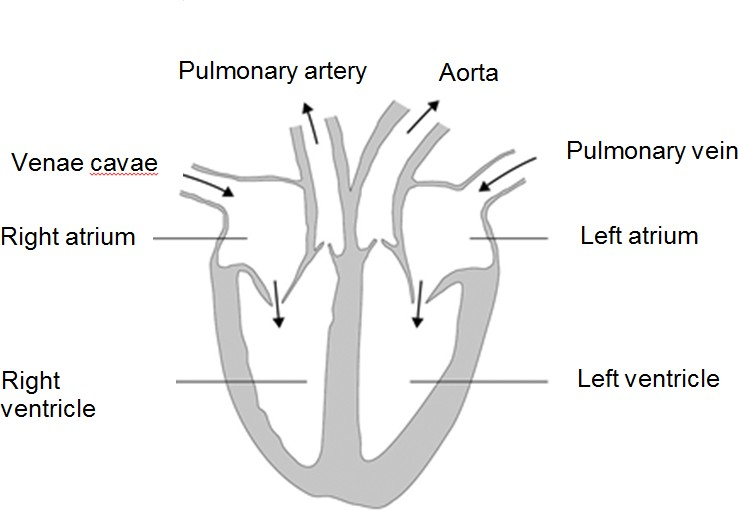 Pulmonary artery
Aorta
Venae cavae
Pulmonary vein
Right atrium
Left atrium
Right
ventricle
Left ventricle